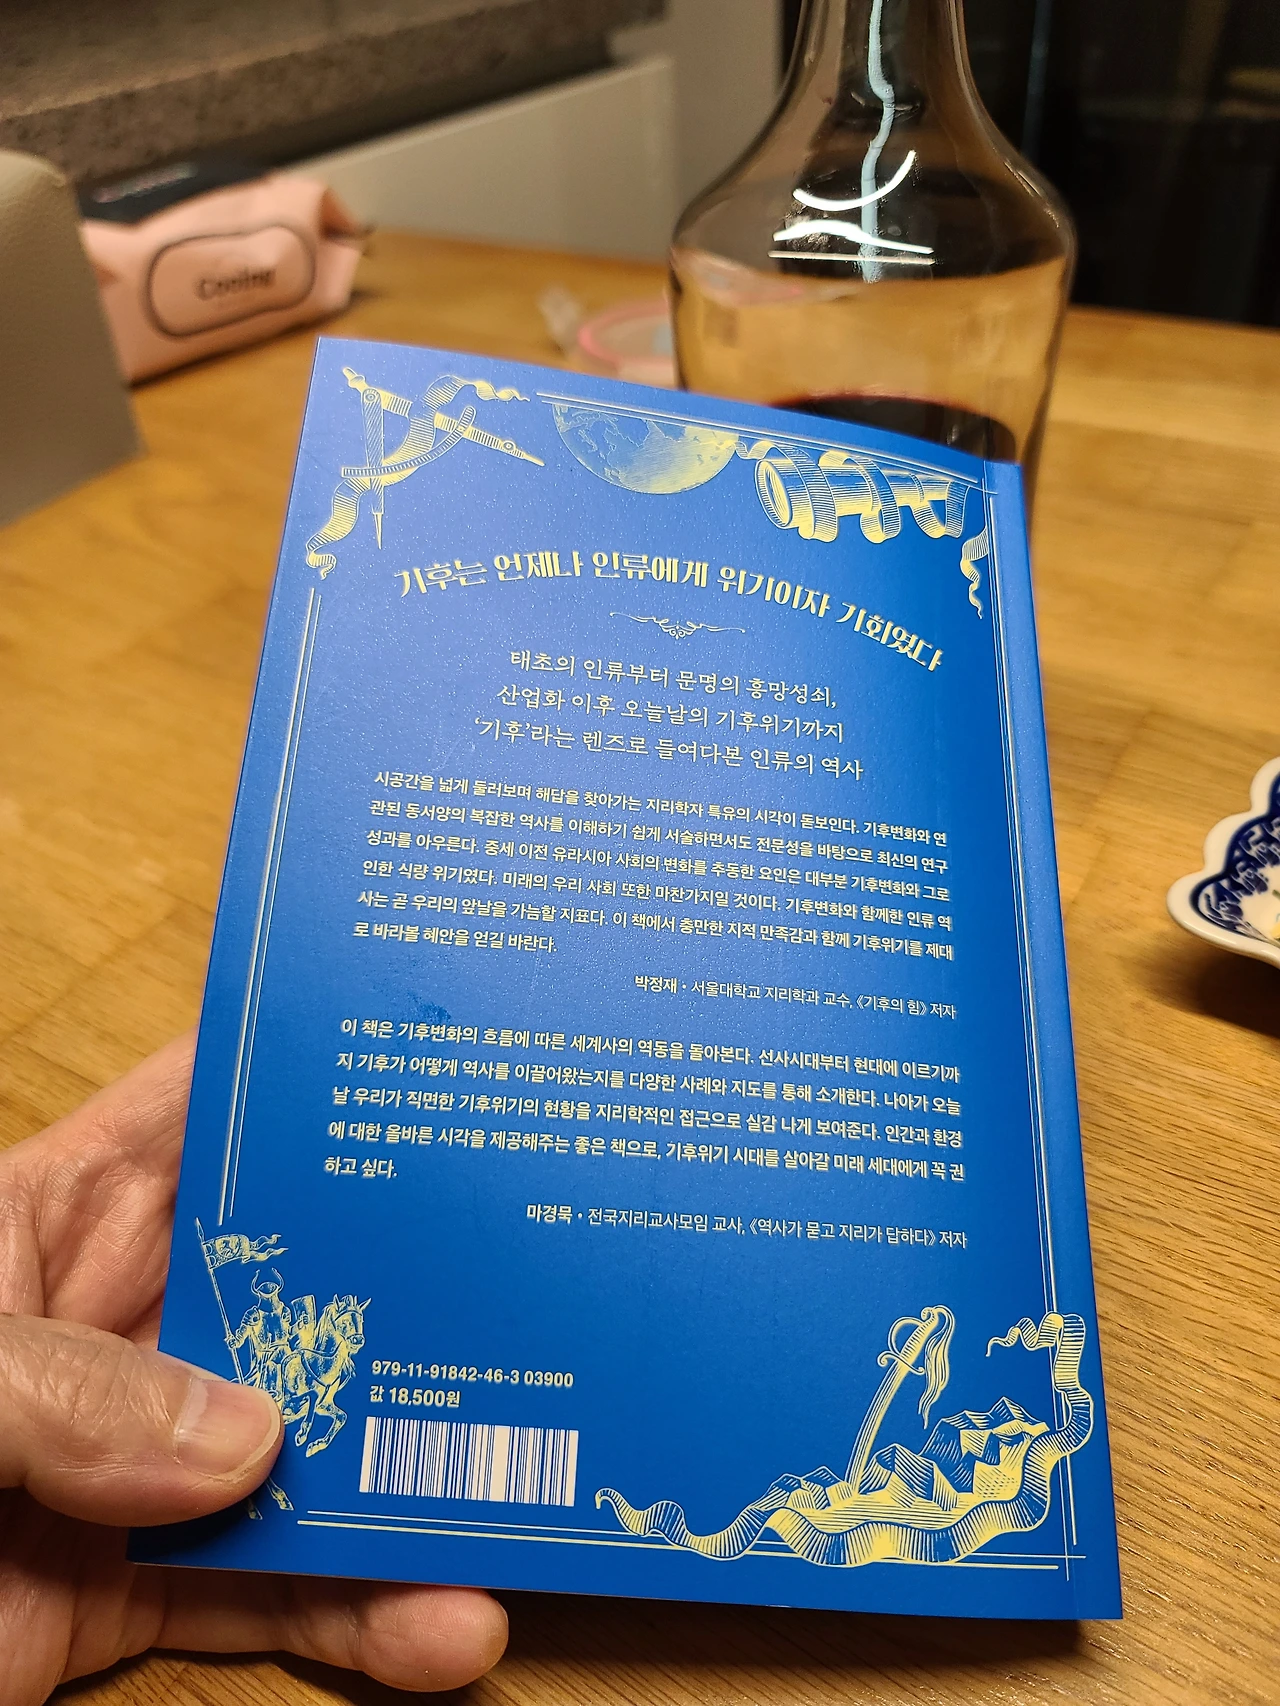 Cooing
기후는 언제나 인류에게 위기이자 기회였다
태초의 인류부터 문명의 흥망성쇠,
산업화 이후 오늘날의 기후위기까지
‘기후’라는 렌즈로 들여다본 인류의 역사
시공간을 넓게 둘러보며 해답을 찾아가는 지리학자 특유의 시각이 돋보인다. 기후변화와 연
관된 동서양의 복잡한 역사를 이해하기 쉽게 서술하면서도 전문성을 바탕으로 최신의 연구
성과를 아우른다. 중세 이전 유라시아 사회의 변화를 추동한 요인은 대부분 기후변화와 그로
인한 식량 위기였다. 미래의 우리 사회 또한 마찬가지일 것이다. 기후변화와 함께한 인류 역
사는 곧 우리의 앞날을 가늠할 지표다. 이 책에서 충만한 지적 만족감과 함께 기후위기를 제대
로 바라볼 혜안을 얻길 바란다.
박정재 • 서울대학교 지리학과 교수, 《기후의 힘》 저자
이 책은 기후변화의 흐름에 따른 세계사의 역동을 돌아본다. 선사시대부터 현대에 이르기까
지 기후가 어떻게 역사를 이끌어왔는지를 다양한 사례와 지도를 통해 소개한다. 나아가 오늘
날 우리가 직면한 기후위기의 현황을 지리학적인 접근으로 실감 나게 보여준다. 인간과 환경
에 대한 올바른 시각을 제공해주는 좋은 책으로, 기후위기 시대를 살아갈 미래 세대에게 꼭 권
하고 싶다.
마경묵 • 전국지리교사모임 교사, 《역사가 묻고 지리가 답하다》 저자
979-11-91842-46-3 03900
값 18,500원